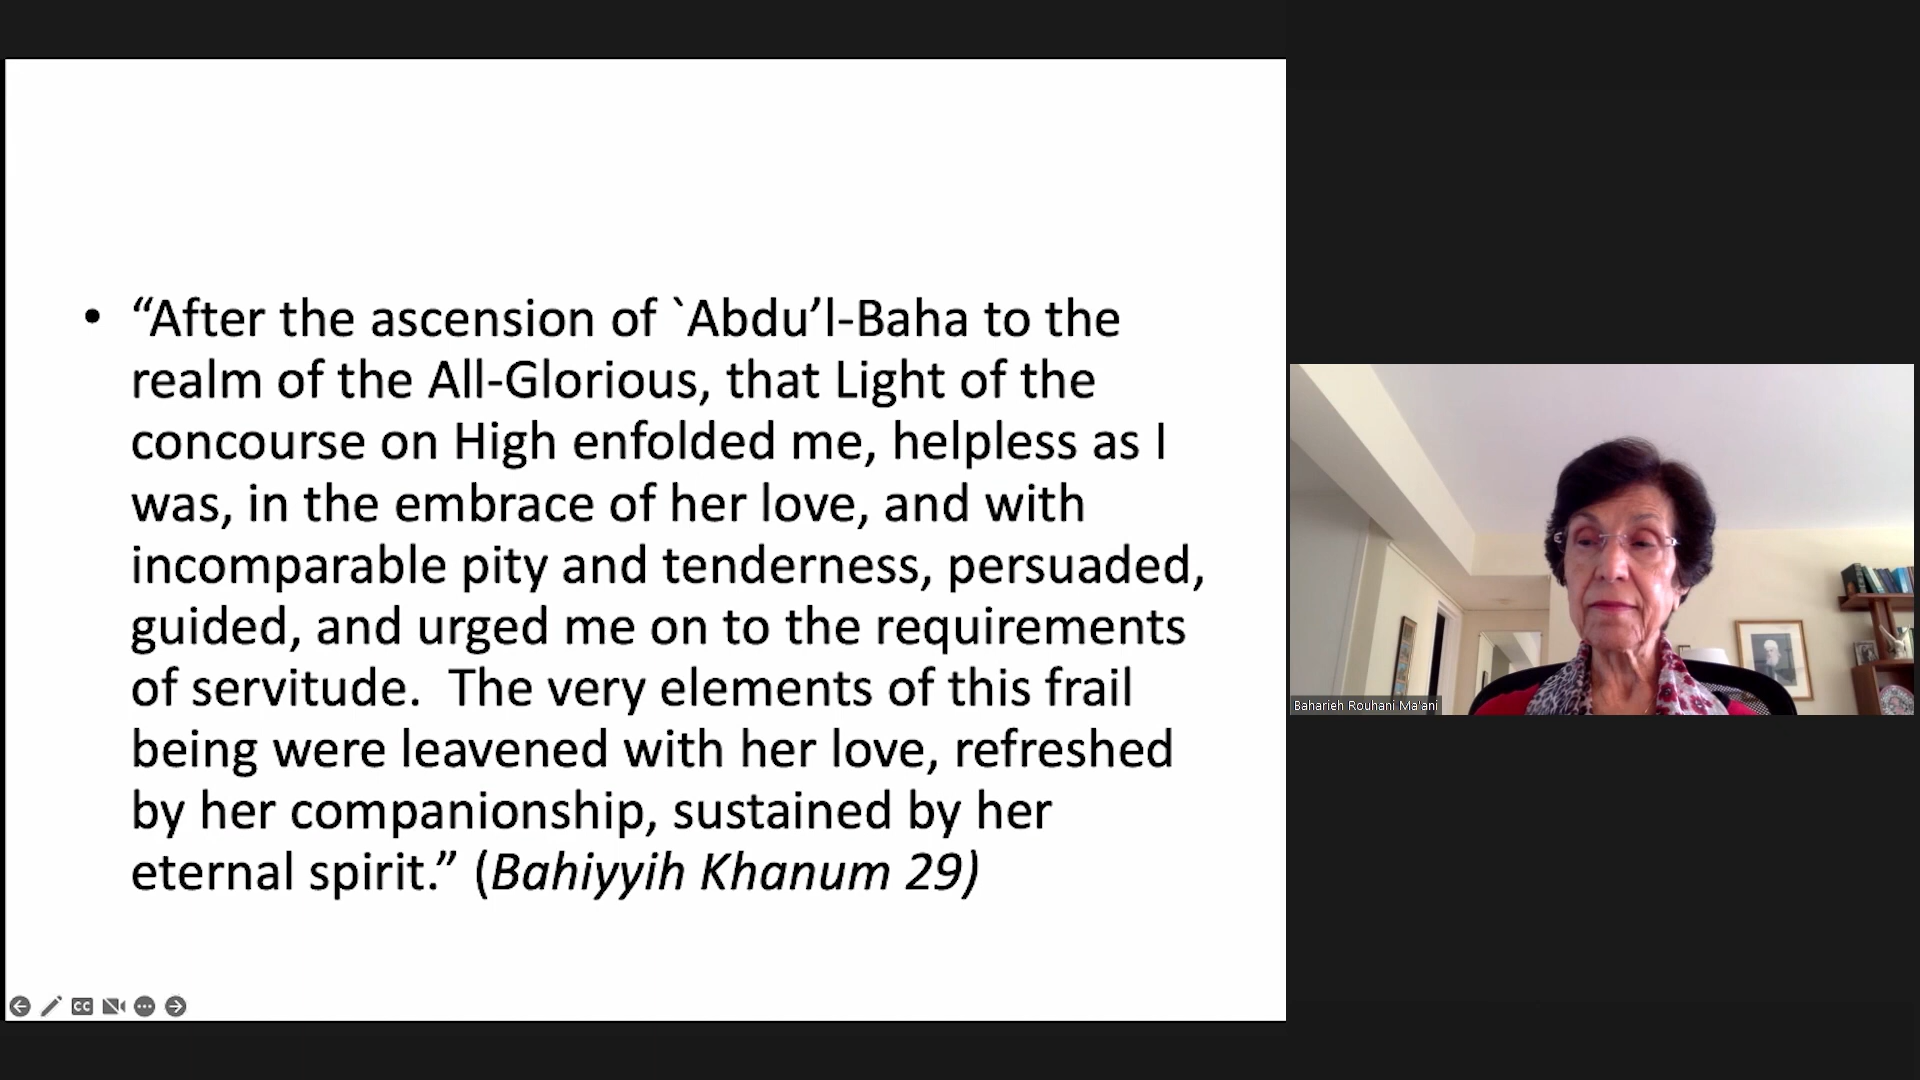 • “After the ascension of `Abdu’l-Baha to the
realm of the All-Glorious, that Light of the
concourse on High enfolded me, helpless as I
was, in the embrace of her love, and with
incomparable pity and tenderness, persuaded,
guided, and urged me on to the requirements
of servitude.  The very elements of this frail
being were leavened with her love, refreshed
by her companionship, sustained by her
eternal spirit.” (Bahiyyih Khanum 29)
CC
Baharieh Rouhani Ma'ani